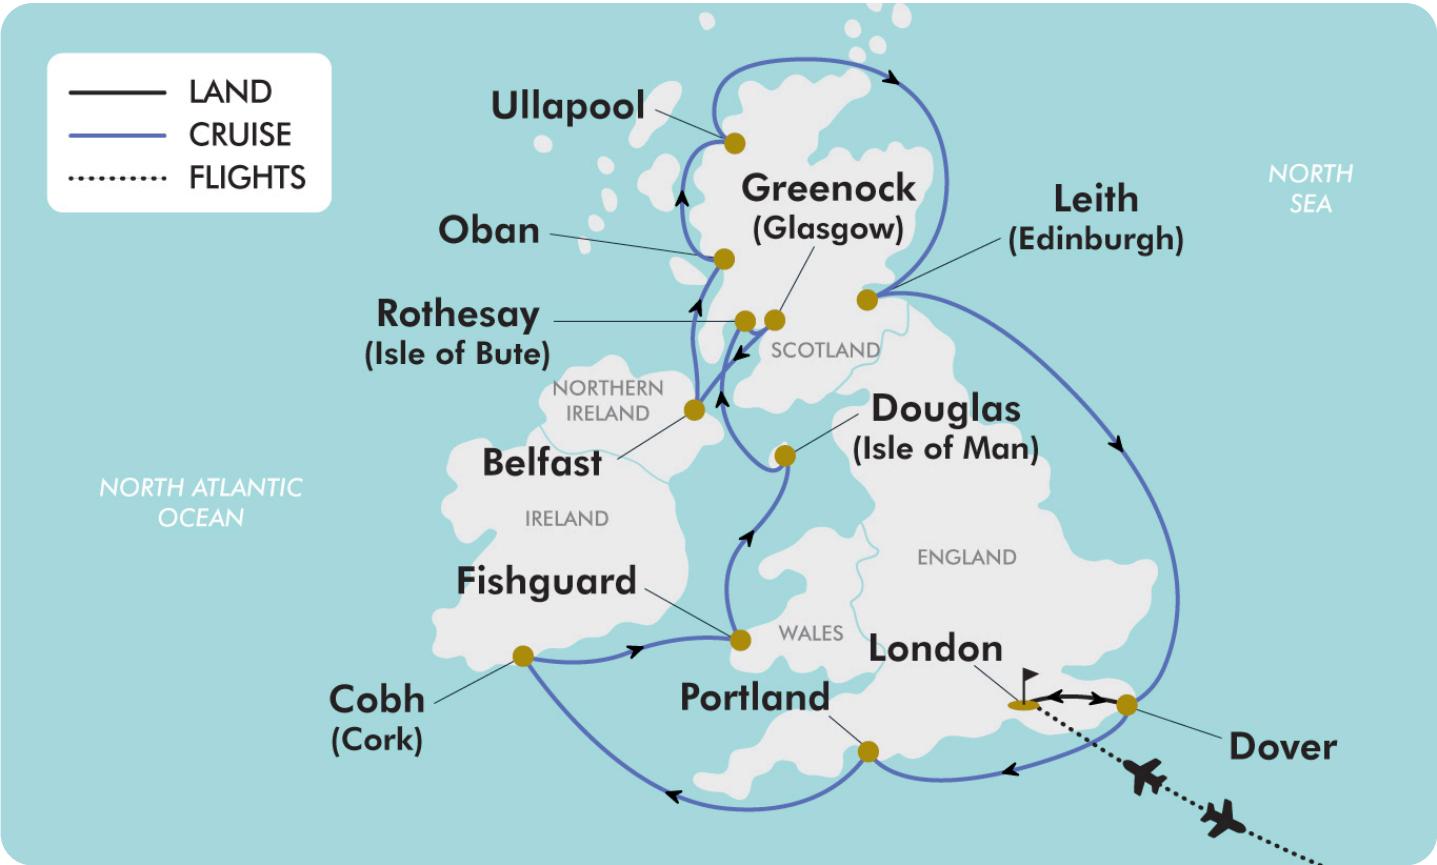 LAND
CRUISE
FLIGHTS
Ullapool
NORTH
SEA
Greenock
(Glasgow)
Leith
(Edinburgh)
Oban
Rothesay
(Isle of Bute)
SCOTLAND
NORTHERN
IRELAND
Douglas
(Isle of Man)
Belfast
NORTH ATLANTIC
OCEAN
IRELAND
ENGLAND
Fishguard
WALES
London
Cobh
(Cork)
Portland
Dover